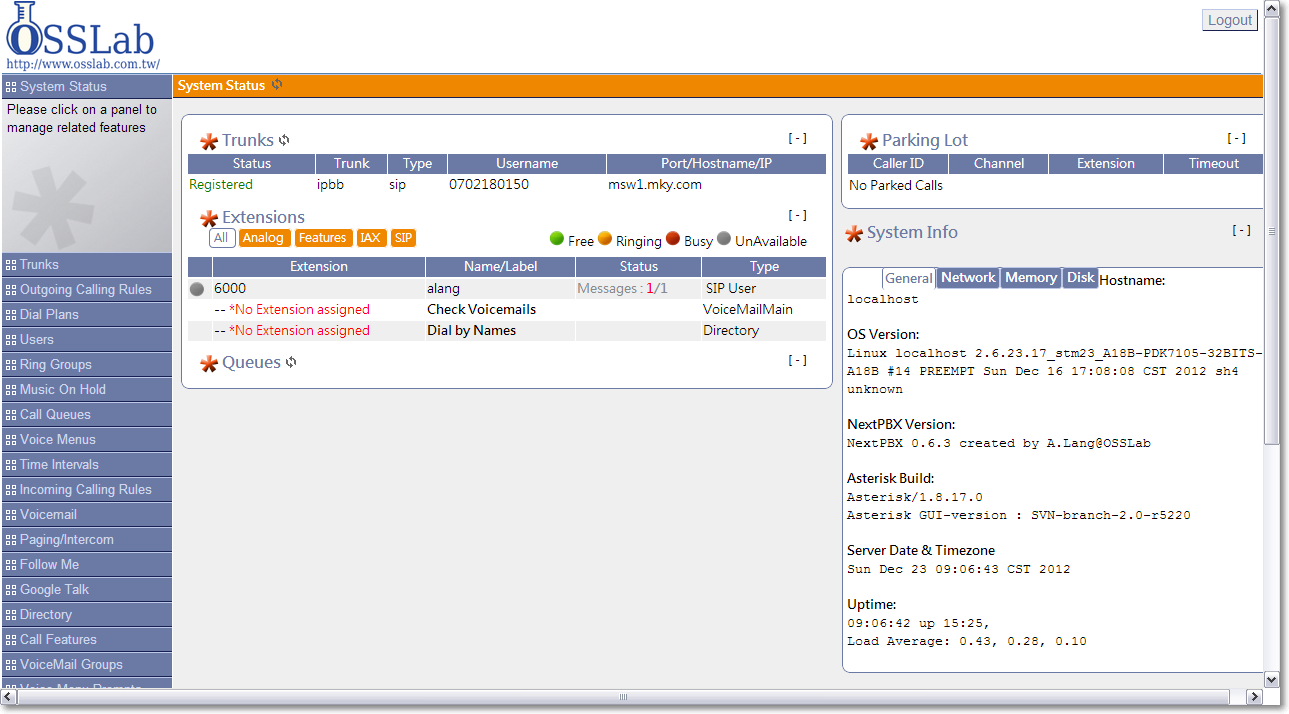 OSSLab
http://www.osslab.com.tw/
Logout
System Status
Please click on a panel to
manage related features
Trunks
Outgoing Calling Rules
Dial Plans
Users
Ring Groups
Music On Hold
Call Queues
Voice Menus
Time Intervals
Incoming Calling Rules
Voicemail
Paging/Intercom
Follow Me
Google Talk
Directory
Call Features
VoiceMail Groups
Voice Menu Prompts
System Status
Trunks [-]
Status Trunk Type Username Port/Hostname/IP
Registered ipbb sip 0702180150 msw1.mky.com
Extensions [-]
All Analog Features IAX SIP
Free Ringing Busy UnAvailable
Extension Name/Label Status Type
6000 alang Messages : 1/1 SIP User
-- *No Extension assigned Check Voicemails VoiceMailMain
-- *No Extension assigned Dial by Names Directory
Queues [-]
Parking Lot [-]
Caller ID Channel Extension Timeout
No Parked Calls
System Info [-]
General Network Memory Disk Hostname:
localhost
OS Version:
Linux localhost 2.6.23.17_stm23_A18B-PDK7105-32BITS-
A18B #14 PREEMPT Sun Dec 16 17:08:08 CST 2012 sh4
unknown
NextPBX Version:
NextPBX 0.6.3 created by A.Lang@OSSLab
Asterisk Build:
Asterisk/1.8.17.0
Asterisk GUI-version : SVN-branch-2.0-r5220
Server Date & Timezone
Sun Dec 23 09:06:43 CST 2012
Uptime:
09:06:42 up 15:25,
Load Average: 0.43, 0.28, 0.10